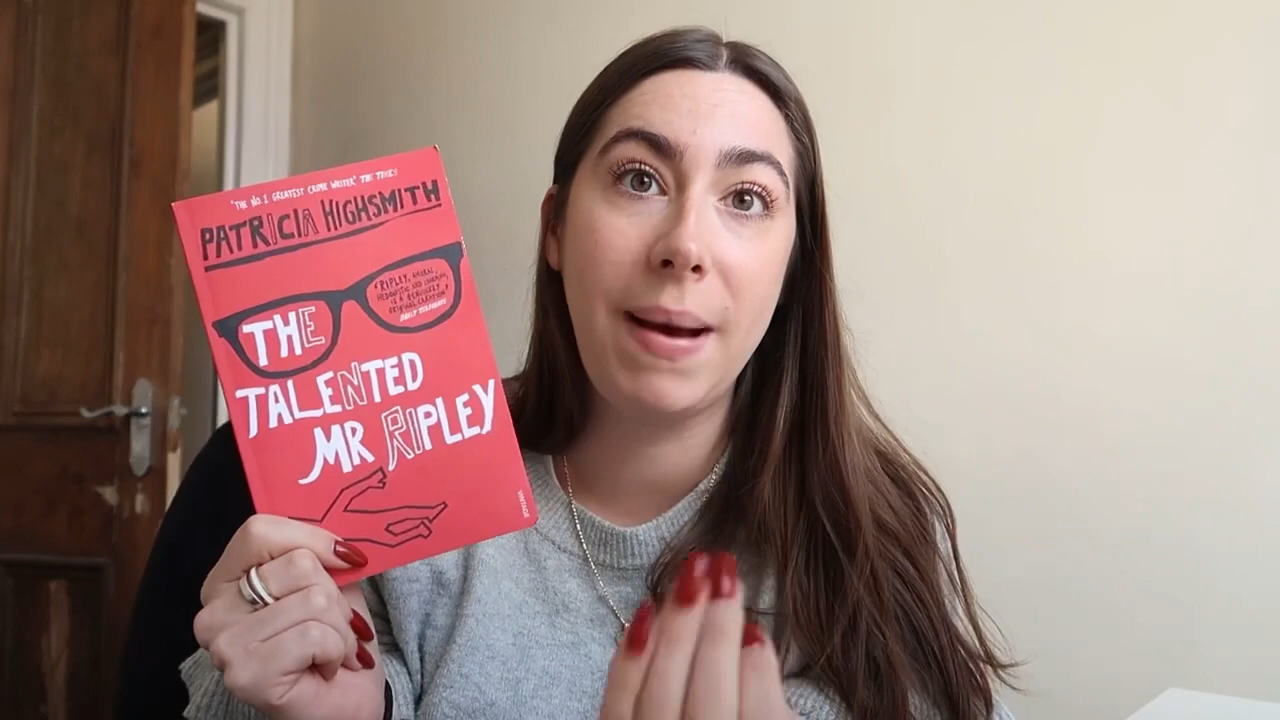 'THE NO.1 GREATEST CRIME WRITER' THE TIMES
PATRICIA HIGHSMITH
'RIPLEY, AMORAL,
HEDONISTIC AND CHARMING,
IS A GENUINELY
ORIGINAL CREATION'
DAILY TELEGRAPH
THE
TALENTED
MR RIPLEY
VINTAGE